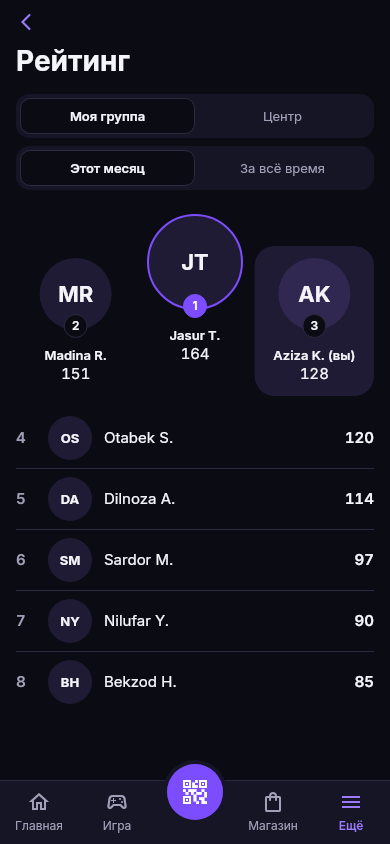 Рейтинг
Моя группа
Центр
Этот месяц
За всё время
MR
2
Madina R.
151
JT
1
Jasur T.
164
AK
3
Aziza K. (вы)
128
4 OS Otabek S. 120
5 DA Dilnoza A. 114
6 SM Sardor M. 97
7 NY Nilufar Y. 90
8 BH Bekzod H. 85
Главная
Игра
Магазин
Ещё